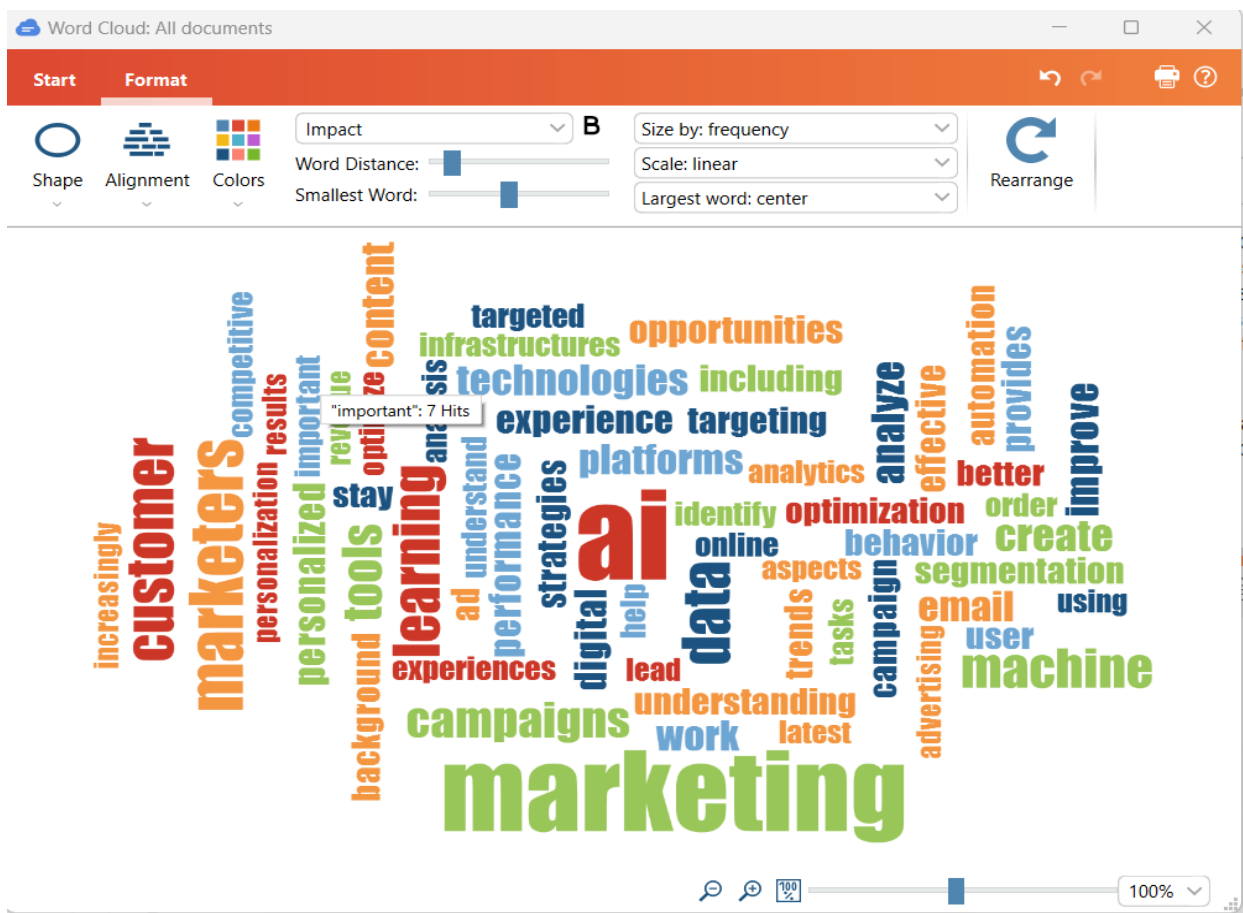 Word Cloud: All documents
Start Format
Impact B Size by: frequency
Word Distance: Scale: linear
Smallest Word: Largest word: center
Shape Alignment Colors Rearrange
content
competitive
targeted
opportunities
infrastructures
automation
important
technologies including
provides
results
revenue
optimize
analysis
"important": 7 Hits
experience targeting
analyze
effective
improve
customer
marketers
platforms
analytics
better
personalization
personalized
stay
learning
understand
performance
strategies
ai
identify optimization
order
create
increasingly
tools
online
behavior
data
aspects
campaign
segmentation
ad
digital
help
trends
tasks
email
using
user
background
experiences
lead
advertising
machine
campaigns
understanding
work
latest
marketing
100
100%